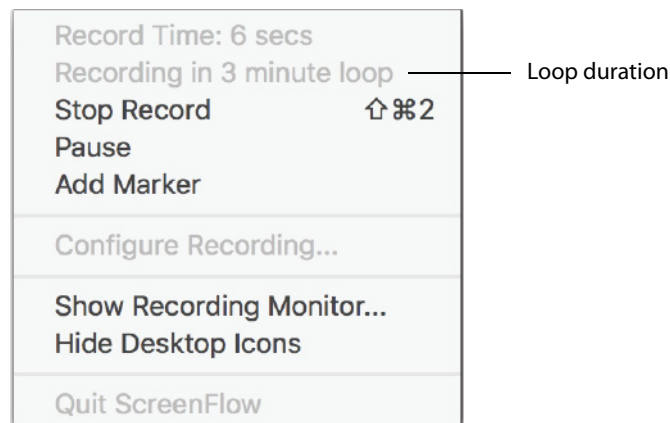 Record Time: 6 secs
Recording in 3 minute loop
Loop duration
Stop Record ⇧⌘2
Pause
Add Marker
Configure Recording...
Show Recording Monitor...
Hide Desktop Icons
Quit ScreenFlow